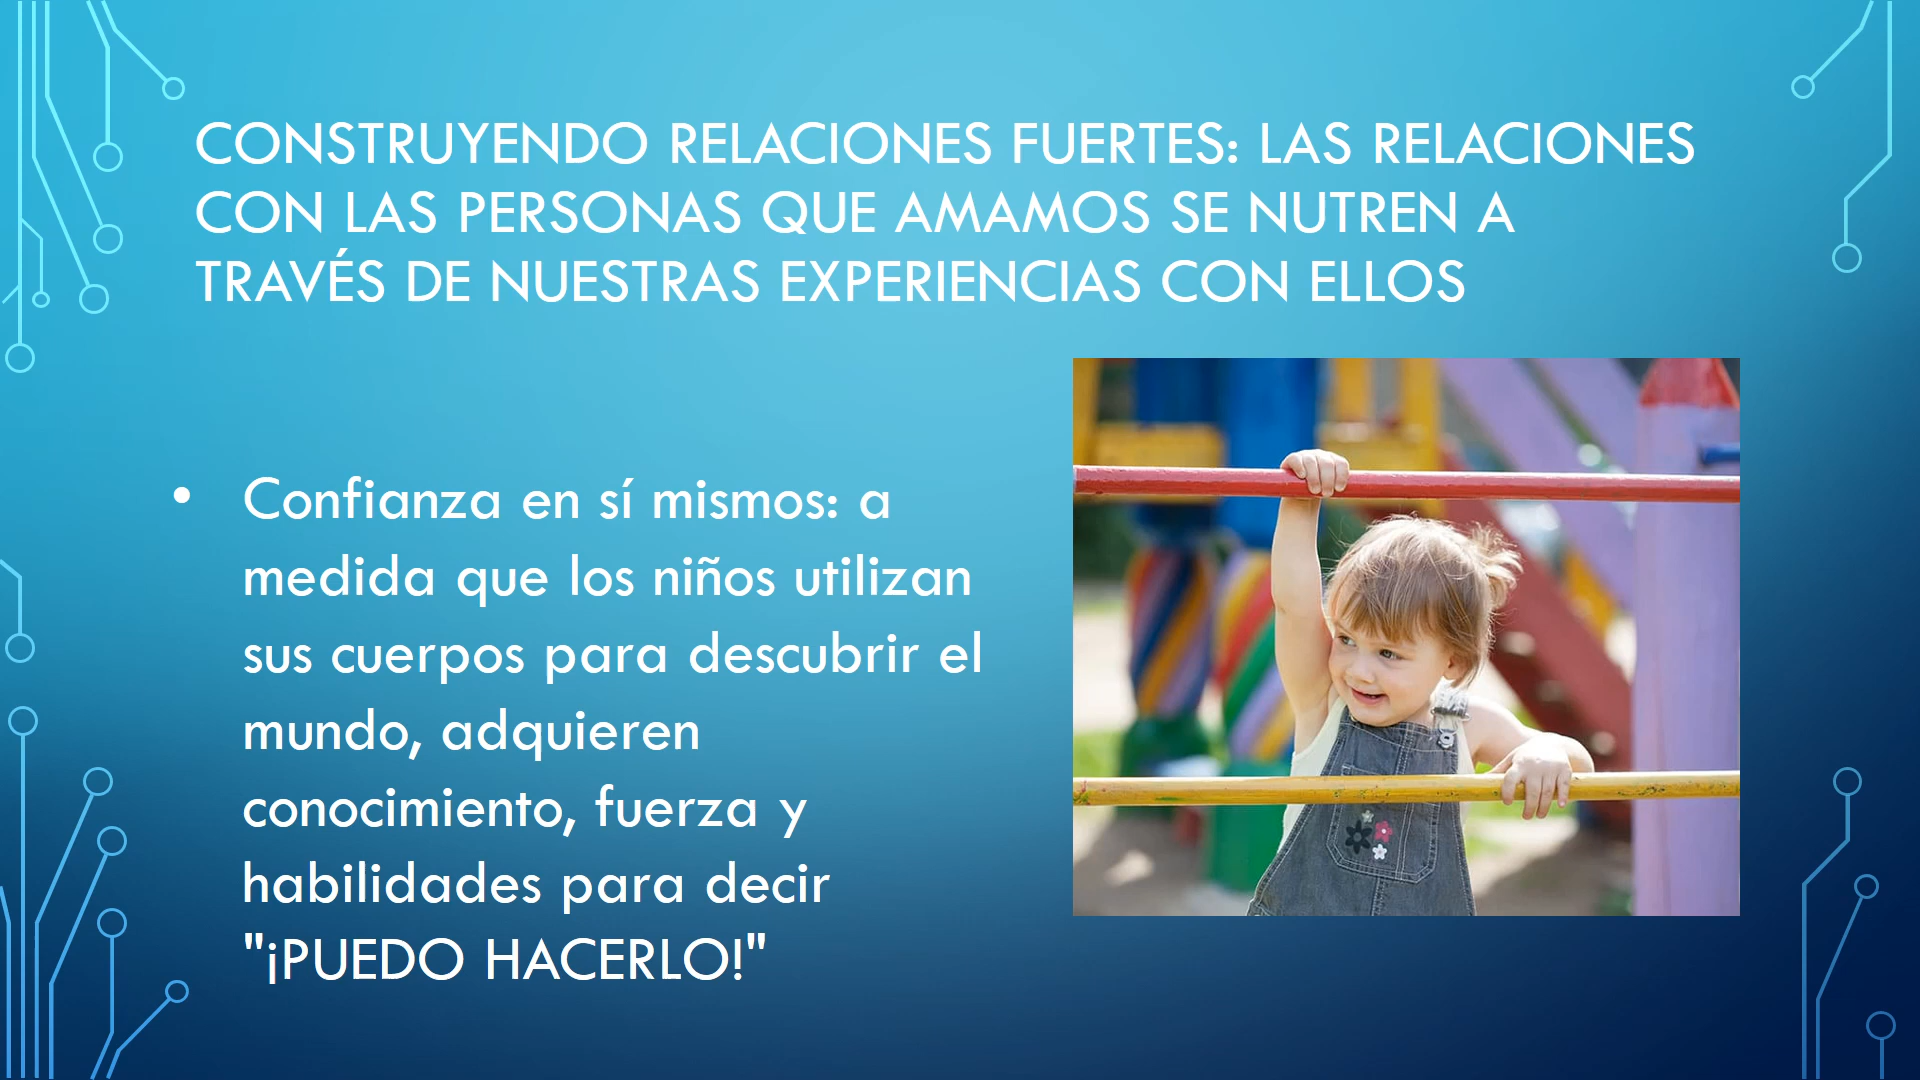 CONSTRUYENDO RELACIONES FUERTES: LAS RELACIONES
CON LAS PERSONAS QUE AMAMOS SE NUTREN A
TRAVÉS DE NUESTRAS EXPERIENCIAS CON ELLOS
• Confianza en sí mismos: a
medida que los niños utilizan
sus cuerpos para descubrir el
mundo, adquieren
conocimiento, fuerza y
habilidades para decir
"¡PUEDO HACERLO!"